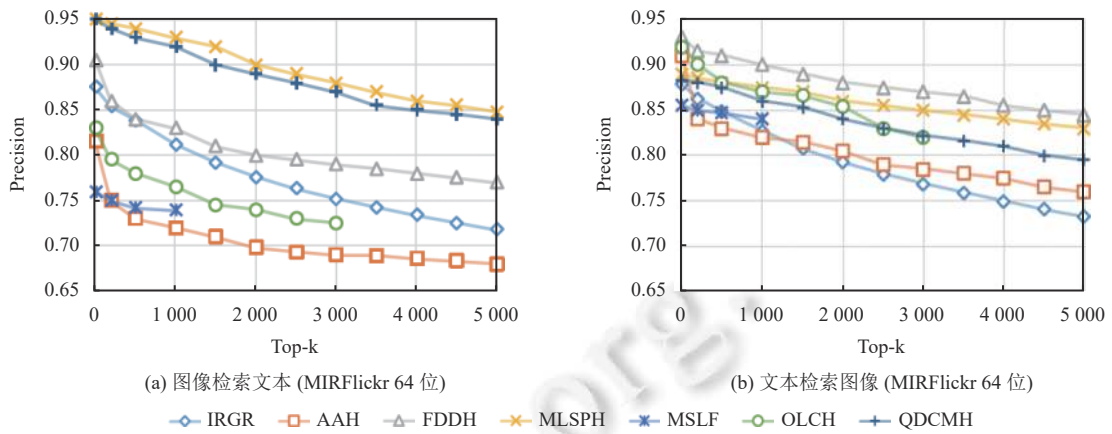 0.95
0.90
0.85
0.80
0.75
0.70
0.65
Precision
0 1 000 2 000 3 000 4 000 5 000
Top-k
(a) 图像检索文本 (MIRFlickr 64 位)
0.95
0.90
0.85
0.80
0.75
0.70
0.65
Precision
0 1 000 2 000 3 000 4 000 5 000
Top-k
(b) 文本检索图像 (MIRFlickr 64 位)
IRGR AAH FDDH MLSPH MSLF OLCH QDCMH
org.